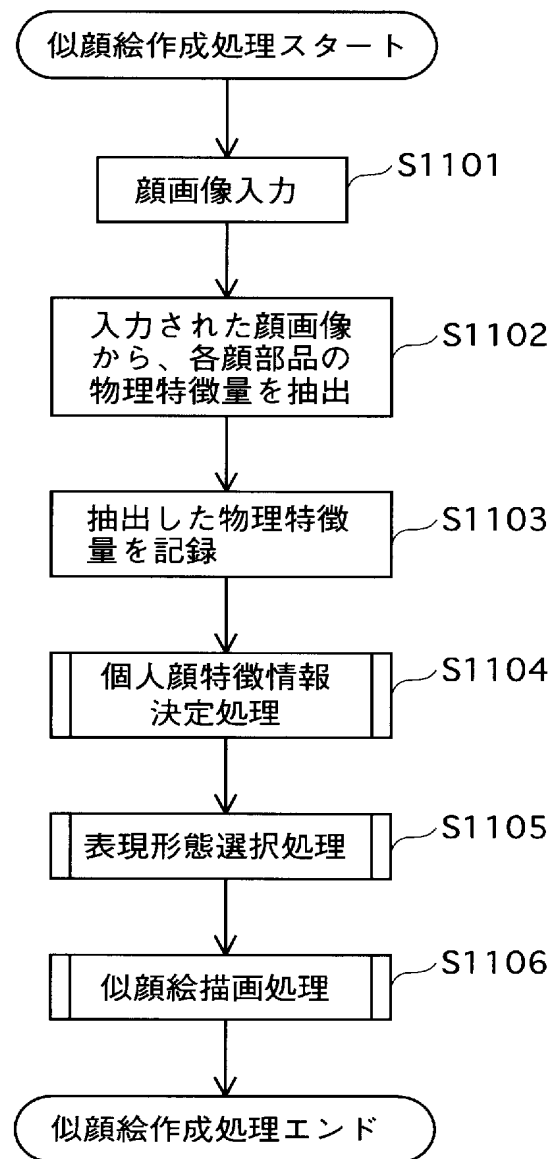 似顔絵作成処理スタート
顔画像入力
S1101
入力された顔画像
から、各顔部品の
物理特徴量を抽出
S1102
抽出した物理特徴
量を記録
S1103
個人顔特徴情報
決定処理
S1104
表現形態選択処理
S1105
似顔絵描画処理
S1106
似顔絵作成処理エンド